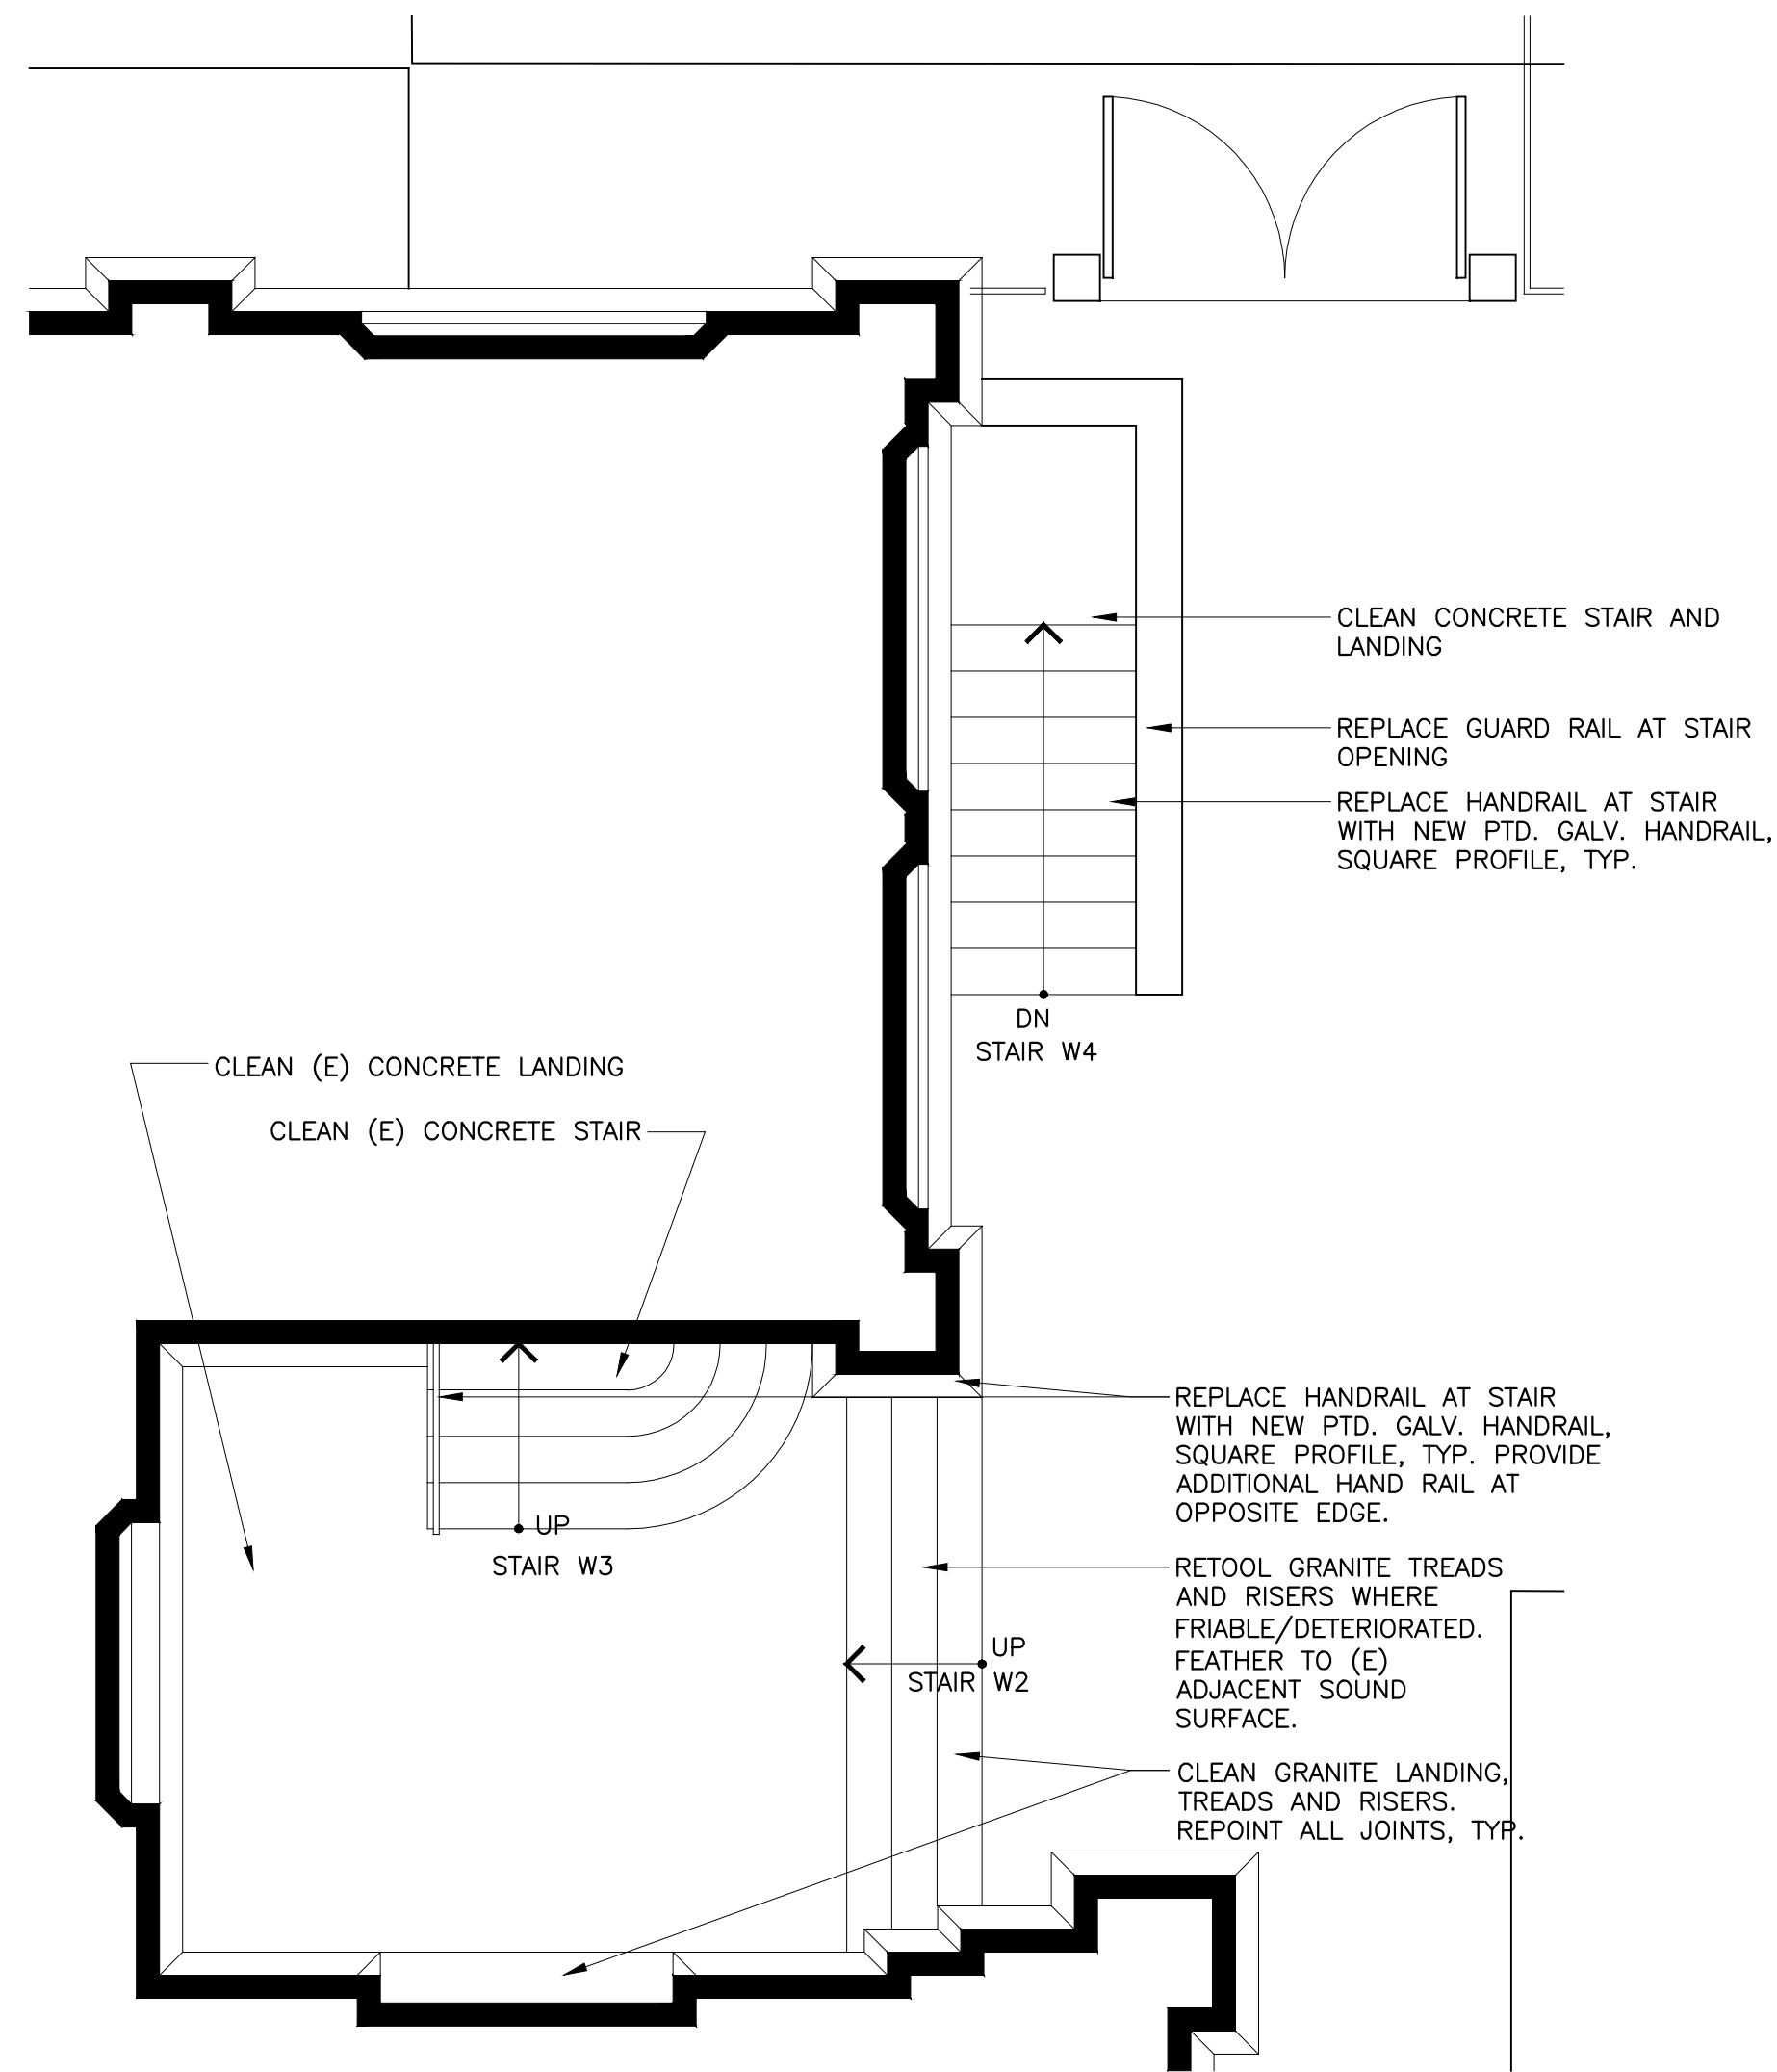 CLEAN CONCRETE STAIR AND
LANDING
REPLACE GUARD RAIL AT STAIR
OPENING
REPLACE HANDRAIL AT STAIR
WITH NEW PTD. GALV. HANDRAIL,
SQUARE PROFILE, TYP.
DN
STAIR W4
CLEAN (E) CONCRETE LANDING
CLEAN (E) CONCRETE STAIR
UP
STAIR W3
REPLACE HANDRAIL AT STAIR
WITH NEW PTD. GALV. HANDRAIL,
SQUARE PROFILE, TYP. PROVIDE
ADDITIONAL HAND RAIL AT
OPPOSITE EDGE.
RETOOL GRANITE TREADS
AND RISERS WHERE
FRIABLE/DETERIORATED.
FEATHER TO (E)
ADJACENT SOUND
SURFACE.
UP
STAIR W2
CLEAN GRANITE LANDING,
TREADS AND RISERS.
REPOINT ALL JOINTS, TYP.